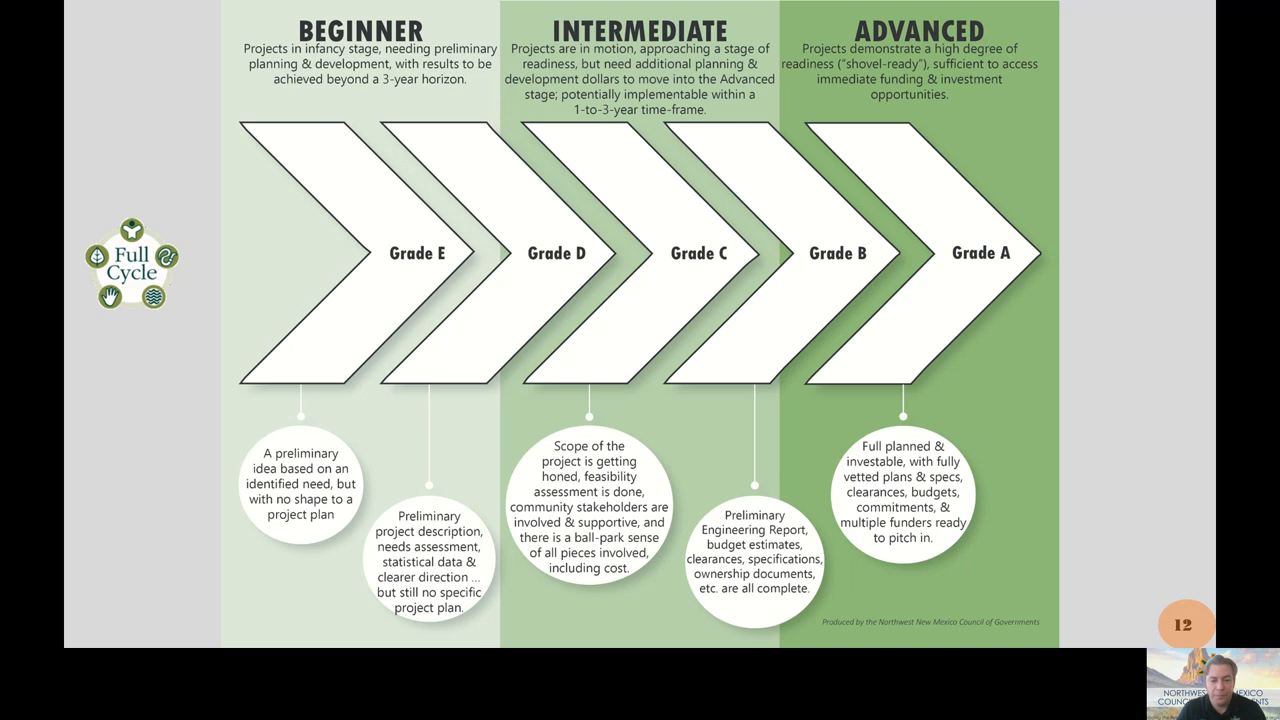 BEGINNER
Projects in infancy stage, needing preliminary
planning & development, with results to be
achieved beyond a 3-year horizon.
INTERMEDIATE
Projects are in motion, approaching a stage of
readiness, but need additional planning &
development dollars to move into the Advanced
stage; potentially implementable within a
1-to-3-year time-frame.
ADVANCED
Projects demonstrate a high degree of
readiness (“shovel-ready”), sufficient to access
immediate funding & investment
opportunities.
Full
Cycle
Grade E
Grade D
Grade C
Grade B
Grade A
A preliminary
idea based on an
identified need, but
with no shape to a
project plan
Preliminary
project description,
needs assessment,
statistical data &
clearer direction ...
but still no specific
project plan.
Scope of the
project is getting
honed, feasibility
assessment is done,
community stakeholders are
involved & supportive, and
there is a ball-park sense
of all pieces involved,
including cost.
Preliminary
Engineering Report,
budget estimates,
clearances, specifications,
ownership documents,
etc. are all complete.
Full planned &
investable, with fully
vetted plans & specs,
clearances, budgets,
commitments, &
multiple funders ready
to pitch in.
Produced by the Northwest New Mexico Council of Governments
12